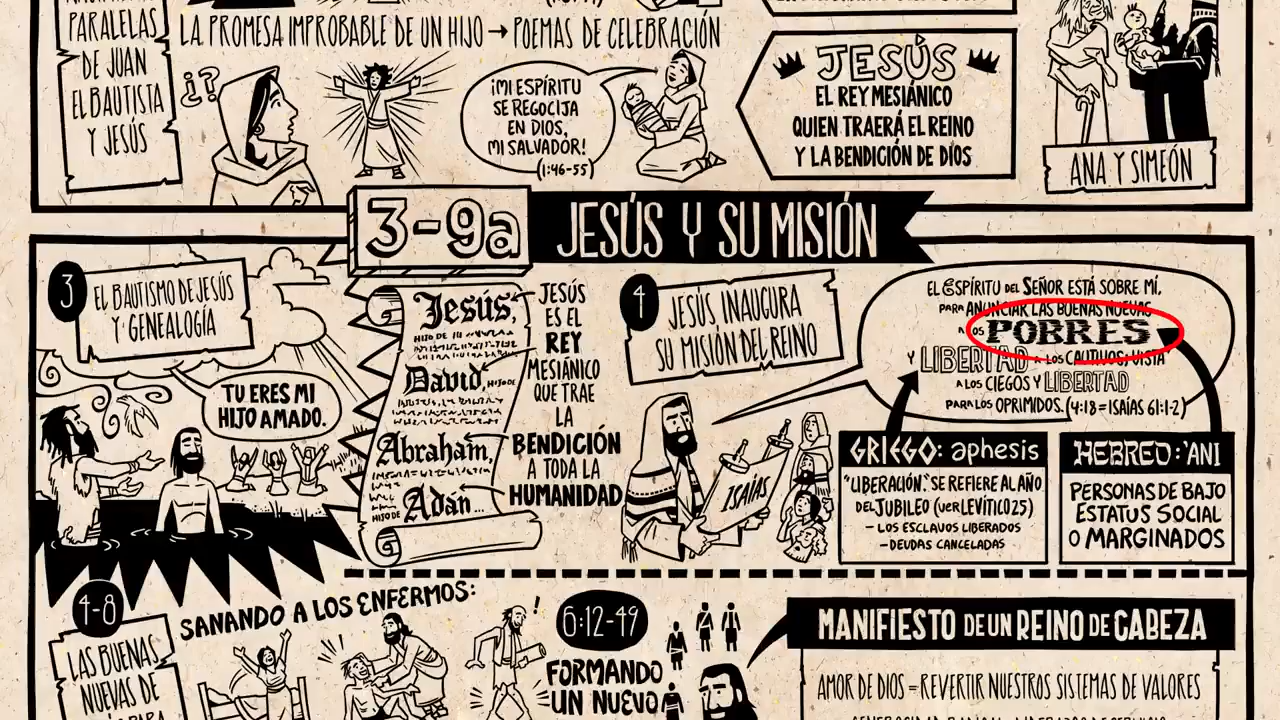 PARALELAS
DE JUAN
EL BAUTISTA
Y JESÚS
LA PROMESA IMPROBABLE DE UN HIJO → POEMAS DE CELEBRACIÓN
¿?
¡MI ESPÍRITU
SE REGOCIJA
EN DIOS,
MI SALVADOR!
(1:46-55)
JESÚS
EL REY MESIÁNICO
QUIEN TRAERÁ EL REINO
Y LA BENDICIÓN DE DIOS
ANA Y SIMEÓN
3-9a JESÚS Y SU MISIÓN
3
EL BAUTISMO DE JESÚS
Y GENEALOGÍA
TU ERES MI
HIJO AMADO.
Jesús,
HIJO DE
David, HIJO DE
Abraham,
HIJO DE Adán...
JESÚS
ES EL
REY
MESIÁNICO
QUE TRAE
LA
BENDICIÓN
A TODA LA
HUMANIDAD
4
JESÚS INAUGURA
SU MISIÓN DEL REINO
EL ESPÍRITU DEL SEÑOR ESTÁ SOBRE MÍ,
PARA ANUNCIAR LAS BUENAS NUEVAS
A LOS POBRES
Y LIBERTAD A LOS CAUTIVOS, VISTA
A LOS CIEGOS Y LIBERTAD
PARA LOS OPRIMIDOS. (4:18=ISAÍAS 61:1-2)
ISAÍAS
GRIEGO: aphesis
"LIBERACIÓN." SE REFIERE AL AÑO
DEL JUBILEO (verLEVÍTICO25)
- LOS ESCLAVOS LIBERADOS
- DEUDAS CANCELADAS
HEBREO: 'ANI
PERSONAS DE BAJO
ESTATUS SOCIAL
O MARGINADOS
4-8
LAS BUENAS
NUEVAS DE
SANANDO A LOS ENFERMOS:
!
6:12-49
FORMANDO
UN NUEVO
MANIFIESTO DE UN REINO DE CABEZA
AMOR DE DIOS = REVERTIR NUESTROS SISTEMAS DE VALORES